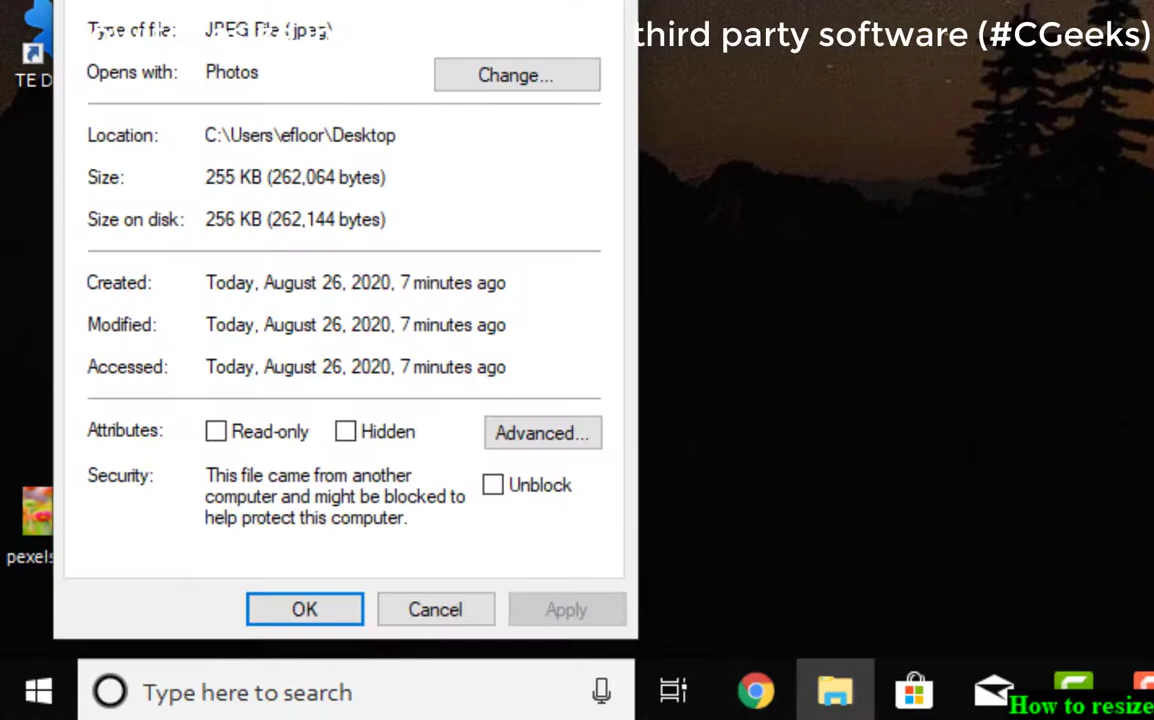 third party software (#CGeeks)
Type of file: JPEG File (.jpeg)
TE D
Opens with: Photos
Change...
Location: C:\Users\efloor\Desktop
Size: 255 KB (262,064 bytes)
Size on disk: 256 KB (262,144 bytes)
Created: Today, August 26, 2020, 7 minutes ago
Modified: Today, August 26, 2020, 7 minutes ago
Accessed: Today, August 26, 2020, 7 minutes ago
Attributes: Read-only Hidden Advanced...
Security: This file came from another
computer and might be blocked to
help protect this computer.
Unblock
pexels
OK Cancel Apply
Type here to search
How to resize